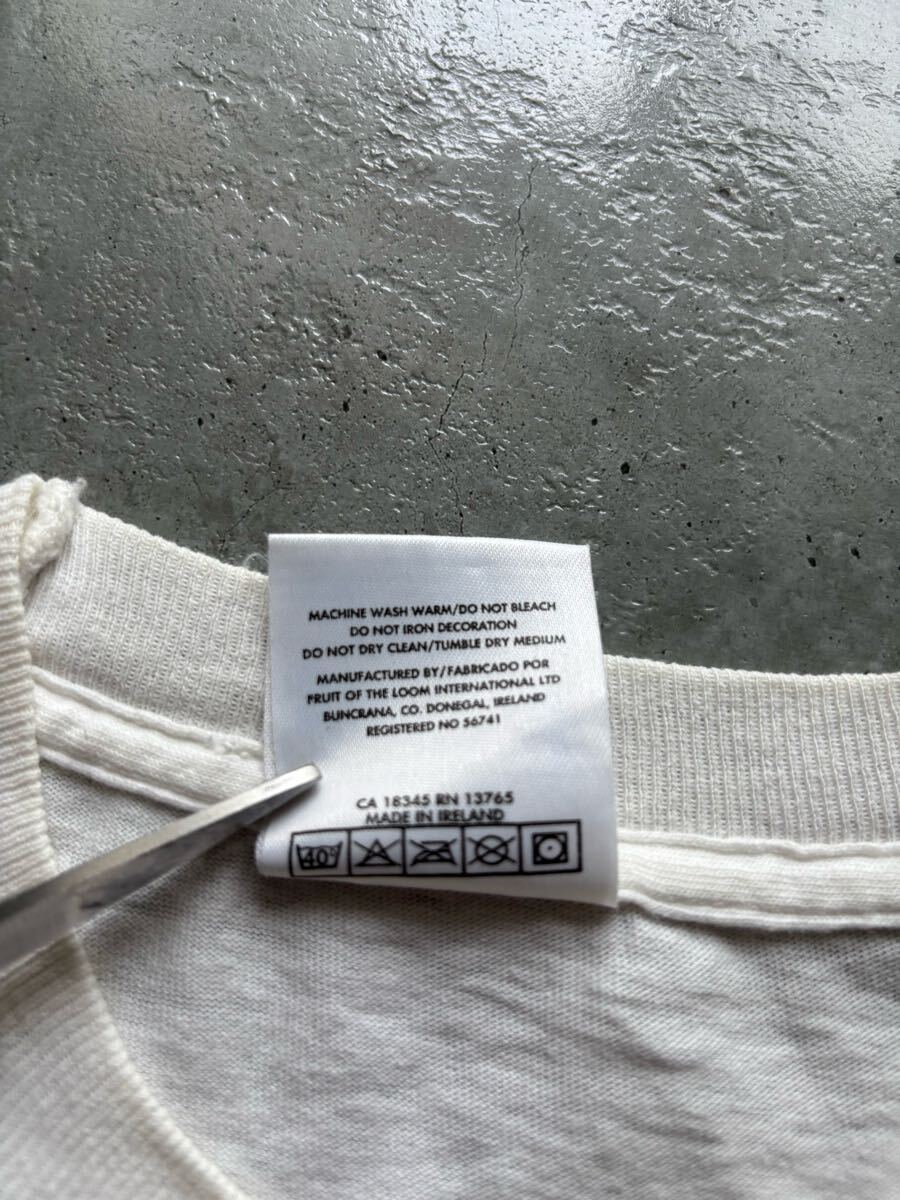 MACHINE WASH WARM/DO NOT BLEACH
DO NOT IRON DECORATION
DO NOT DRY CLEAN/TUMBLE DRY MEDIUM
MANUFACTURED BY/FABRICADO POR
FRUIT OF THE LOOM INTERNATIONAL LTD
BUNCRANA, CO. DONEGAL, IRELAND
REGISTERED NO 56741
CA 18345 RN 13765
MADE IN IRELAND
40°